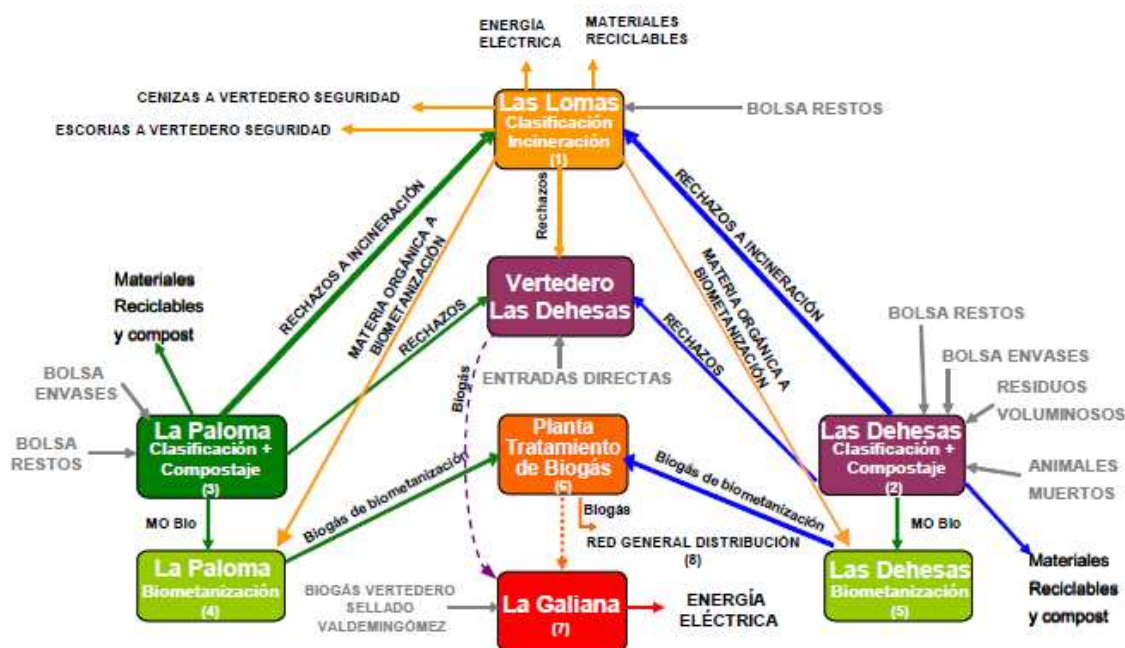 ENERGÍA
ELÉCTRICA
MATERIALES
RECICLABLES
CENIZAS A VERTEDERO SEGURIDAD
ESCORIAS A VERTEDERO SEGURIDAD
Las Lomas
Clasificación
Incineración
(1)
BOLSA RESTOS
RECHAZOS A INCINERACIÓN
Rechazos
RECHAZOS A INCINERACIÓN
MATERIA ORGÁNICA A
BIOMETANIZACIÓN
MATERIA ORGÁNICA A
BIOMETANIZACIÓN
Vertedero
Las Dehesas
RECHAZOS
RECHAZOS
Materiales
Reciclables
y compost
BOLSA
ENVASES
BOLSA
RESTOS
Biogás
ENTRADAS DIRECTAS
BOLSA RESTOS
BOLSA ENVASES
RESIDUOS
VOLUMINOSOS
ANIMALES
MUERTOS
La Paloma
Clasificación +
Compostaje
(3)
Planta
Tratamiento
de Biogás
(6)
Las Dehesas
Clasificación +
Compostaje
(2)
Biogás de biometanización
Biogás de biometanización
MO Bio
Biogás
RED GENERAL DISTRIBUCIÓN
(8)
MO Bio
La Paloma
Biometanización
(4)
BIOGÁS VERTEDERO
SELLADO
VALDEMINGÓMEZ
La Galiana
(7)
ENERGÍA
ELÉCTRICA
Las Dehesas
Biometanización
(5)
Materiales
Reciclables
y compost